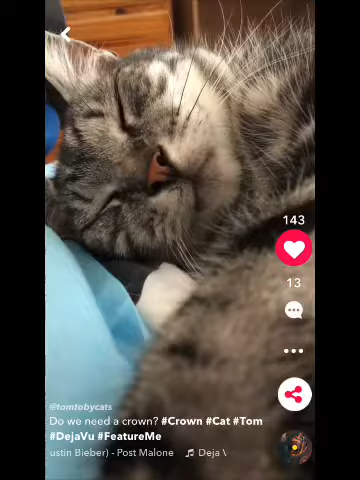 143
13
@tomtobycats
Do we need a crown? #Crown #Cat #Tom
#DejaVu #FeatureMe
ustin Bieber) - Post Malone Deja \